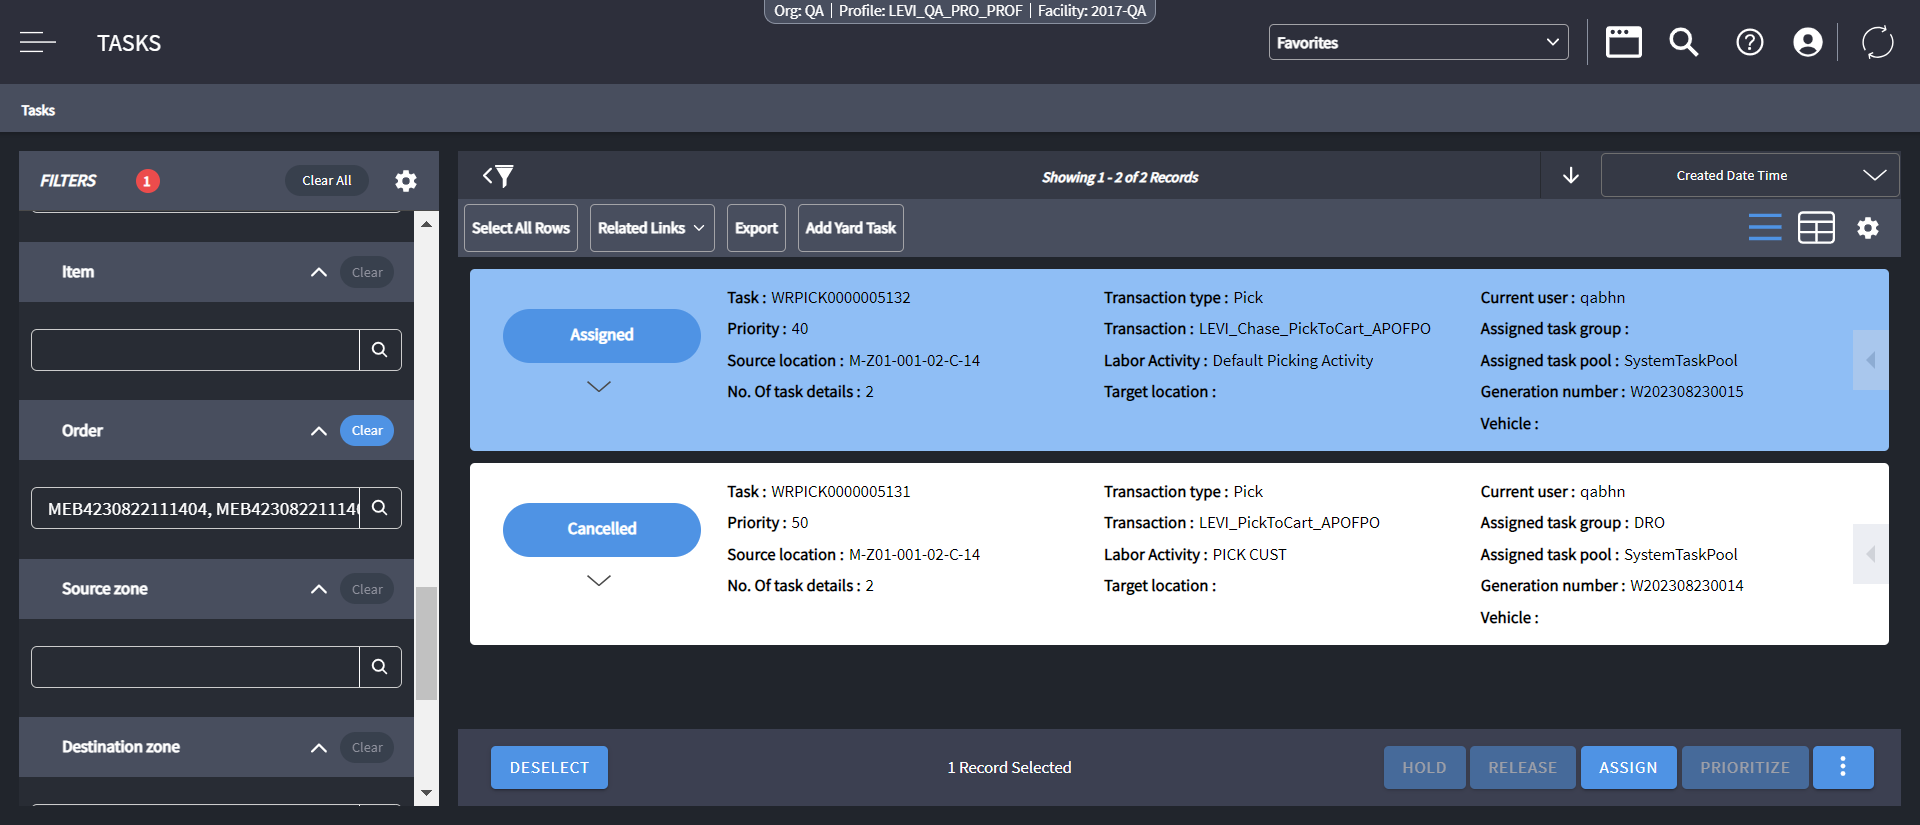 Org: QA | Profile: LEVI_QA_PRO_PROF | Facility: 2017-QA
TASKS
Favorites
Tasks
FILTERS 1 Clear All
Item Clear
Order Clear
MEB4230822111404, MEB423082211140
Source zone Clear
Destination zone Clear
Showing 1 - 2 of 2 Records
Created Date Time
Select All Rows Related Links Export Add Yard Task
Assigned
Task : WRPICK0000005132
Priority : 40
Source location : M-Z01-001-02-C-14
No. Of task details : 2
Transaction type : Pick
Transaction : LEVI_Chase_PickToCart_APOFPO
Labor Activity : Default Picking Activity
Target location :
Current user : qabhn
Assigned task group :
Assigned task pool : SystemTaskPool
Generation number : W202308230015
Vehicle :
Cancelled
Task : WRPICK0000005131
Priority : 50
Source location : M-Z01-001-02-C-14
No. Of task details : 2
Transaction type : Pick
Transaction : LEVI_PickToCart_APOFPO
Labor Activity : PICK CUST
Target location :
Current user : qabhn
Assigned task group : DRO
Assigned task pool : SystemTaskPool
Generation number : W202308230014
Vehicle :
DESELECT 1 Record Selected HOLD RELEASE ASSIGN PRIORITIZE